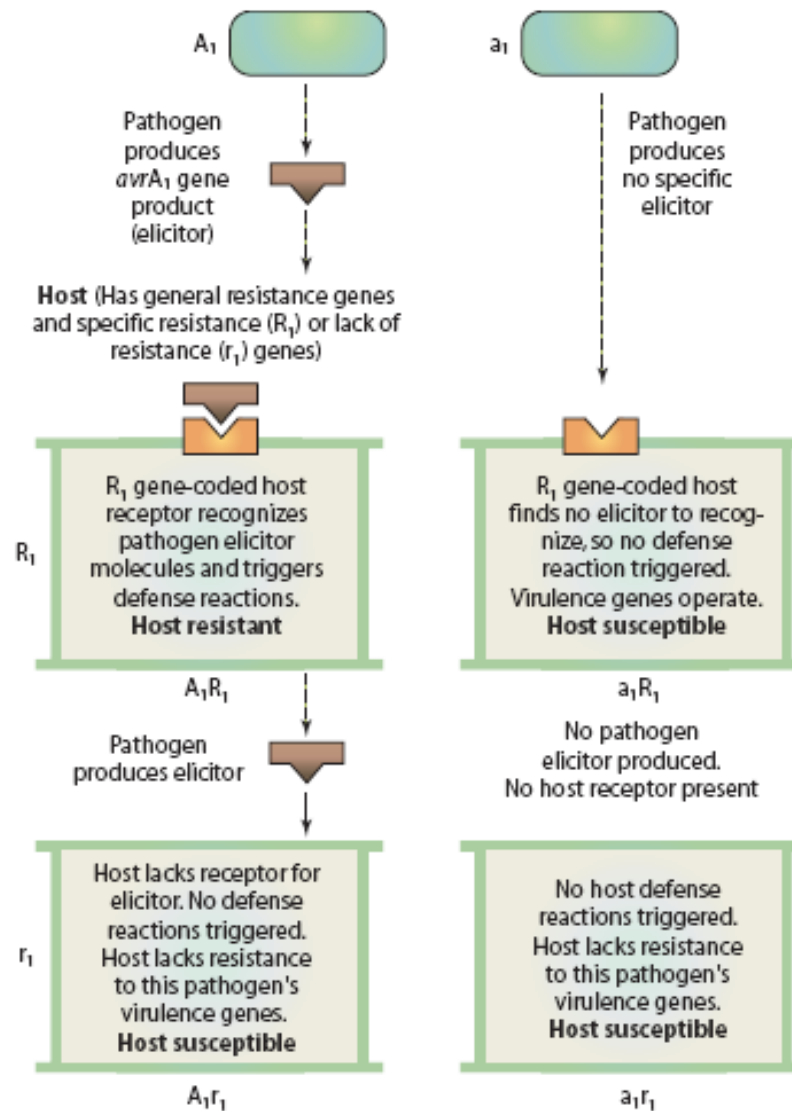 A₁
a₁
Pathogen
produces
avrA₁ gene
product
(elicitor)
Pathogen
produces
no specific
elicitor
Host (Has general resistance genes
and specific resistance (R₁) or lack of
resistance (r₁) genes)
R₁
R₁ gene-coded host
receptor recognizes
pathogen elicitor
molecules and triggers
defense reactions.
Host resistant
A₁R₁
R₁ gene-coded host
finds no elicitor to recog-
nize, so no defense
reaction triggered.
Virulence genes operate.
Host susceptible
a₁R₁
Pathogen
produces elicitor
No pathogen
elicitor produced.
No host receptor present
r₁
Host lacks receptor for
elicitor. No defense
reactions triggered.
Host lacks resistance
to this pathogen's
virulence genes.
Host susceptible
A₁r₁
No host defense
reactions triggered.
Host lacks resistance
to this pathogen's
virulence genes.
Host susceptible
a₁r₁